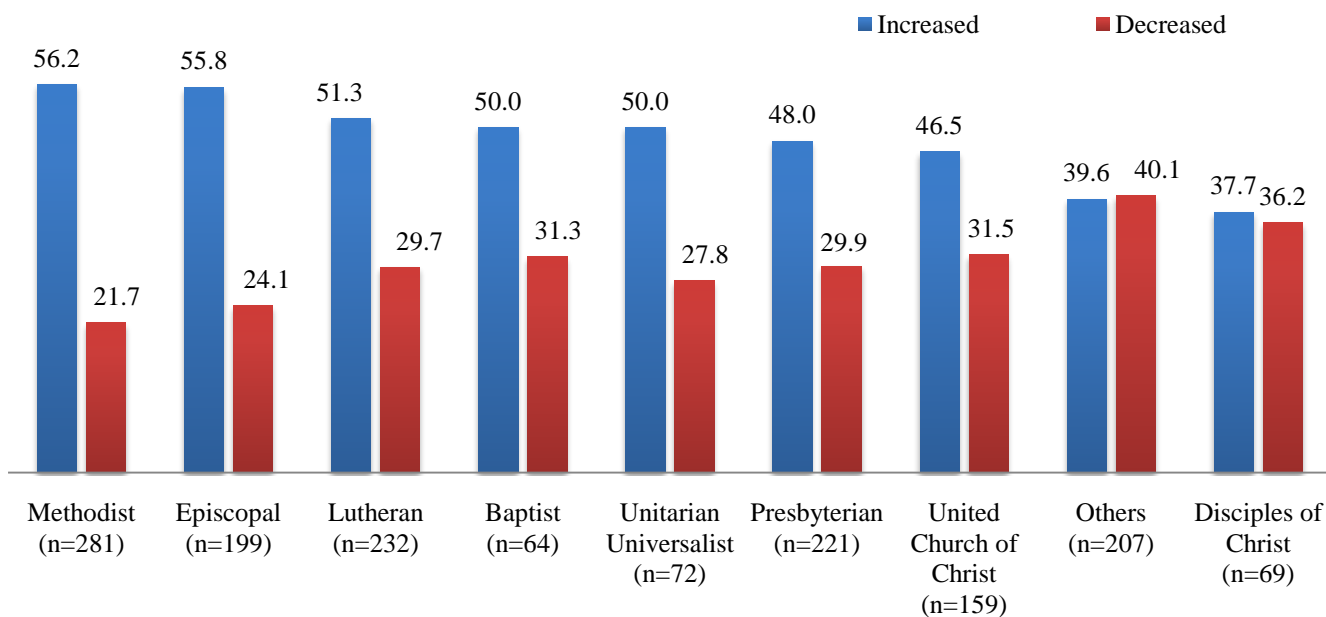 Increased Decreased
56.2 55.8 51.3 50.0 50.0 48.0 46.5 39.6 40.1 37.7 36.2
21.7 24.1 29.7 31.3 27.8 29.9 31.5
Methodist
(n=281)
Episcopal
(n=199)
Lutheran
(n=232)
Baptist
(n=64)
Unitarian
Universalist
(n=72)
Presbyterian
(n=221)
United
Church of
Christ
(n=159)
Others
(n=207)
Disciples of
Christ
(n=69)